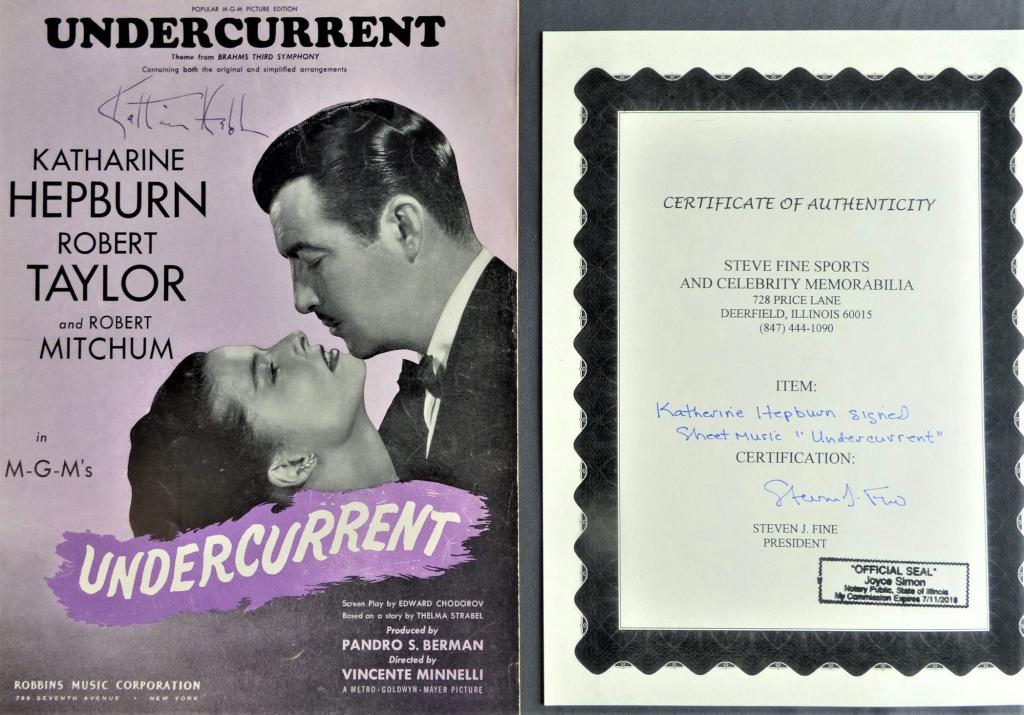 POPULAR M-G-M PICTURE EDITION
UNDERCURRENT
Theme from BRAHMS THIRD SYMPHONY
Containing both the original and simplified arrangements
KATHARINE
HEPBURN
ROBERT
TAYLOR
and ROBERT
MITCHUM
in
M-G-M's
UNDERCURRENT
Screen Play by EDWARD CHODOROV
Based on a story by THELMA STRABEL
Produced by
PANDRO S. BERMAN
Directed by
VINCENTE MINNELLI
A METRO-GOLDWYN-MAYER PICTURE
ROBBINS MUSIC CORPORATION
799 SEVENTH AVENUE • NEW YORK
CERTIFICATE OF AUTHENTICITY
STEVE FINE SPORTS
AND CELEBRITY MEMORABILIA
728 PRICE LANE
DEERFIELD, ILLINOIS 60015
(847) 444-1090
ITEM:
Katherine Hepburn signed
Sheet Music "Undercurrent"
CERTIFICATION:
STEVEN J. FINE
PRESIDENT
"OFFICIAL SEAL"
Joyce Simon
Notary Public, State of Illinois
My Commission Expires 7/11/2018